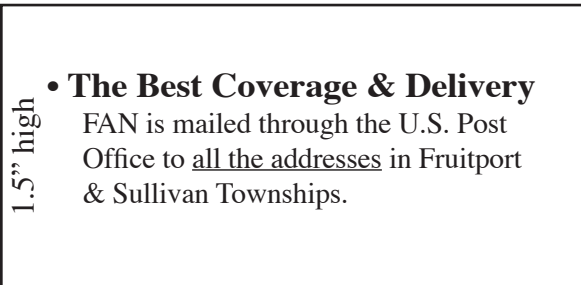 • The Best Coverage & Delivery
FAN is mailed through the U.S. Post
Office to all the addresses in Fruitport
& Sullivan Townships.
1.5” high